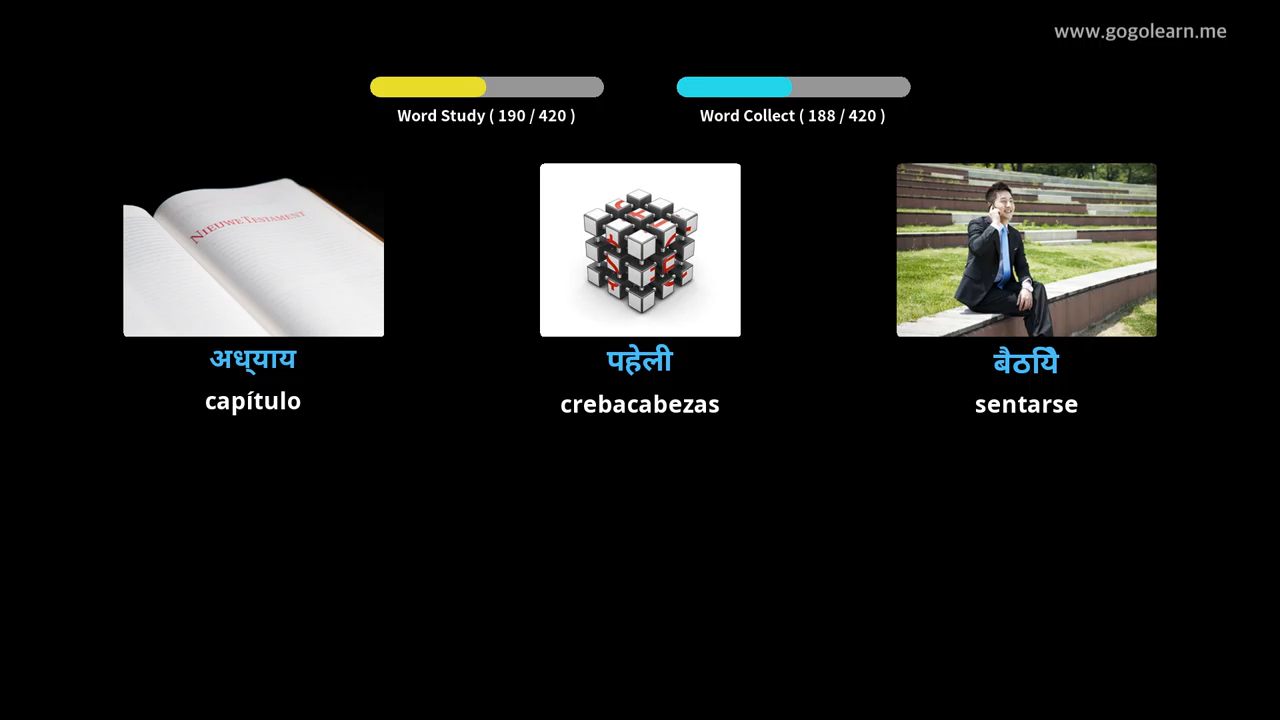 www.gogolearn.me
Word Study ( 190 / 420 )
Word Collect ( 188 / 420 )
NIEUWE TESTAMENT
अध्याय
पहेली
बैठिये
capítulo
crebacabezas
sentarse